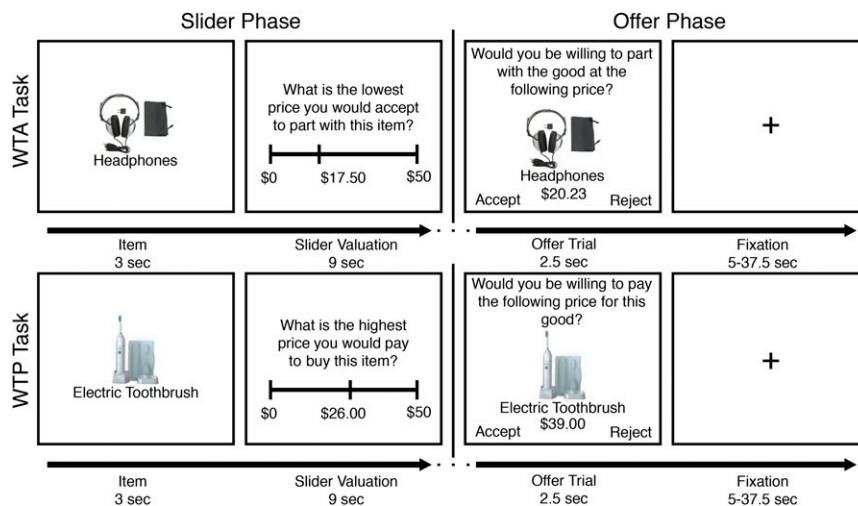 Slider Phase
Offer Phase
WTA Task
Headphones
What is the lowest
price you would accept
to part with this item?
$0
$17.50
$50
Would you be willing to part
with the good at the
following price?
Headphones
$20.23
Accept
Reject
+
Item
3 sec
Slider Valuation
9 sec
Offer Trial
2.5 sec
Fixation
5-37.5 sec
WTP Task
Electric Toothbrush
What is the highest
price you would pay
to buy this item?
$0
$26.00
$50
Would you be willing to pay
the following price for this
good?
Electric Toothbrush
$39.00
Accept
Reject
+
Item
3 sec
Slider Valuation
9 sec
Offer Trial
2.5 sec
Fixation
5-37.5 sec